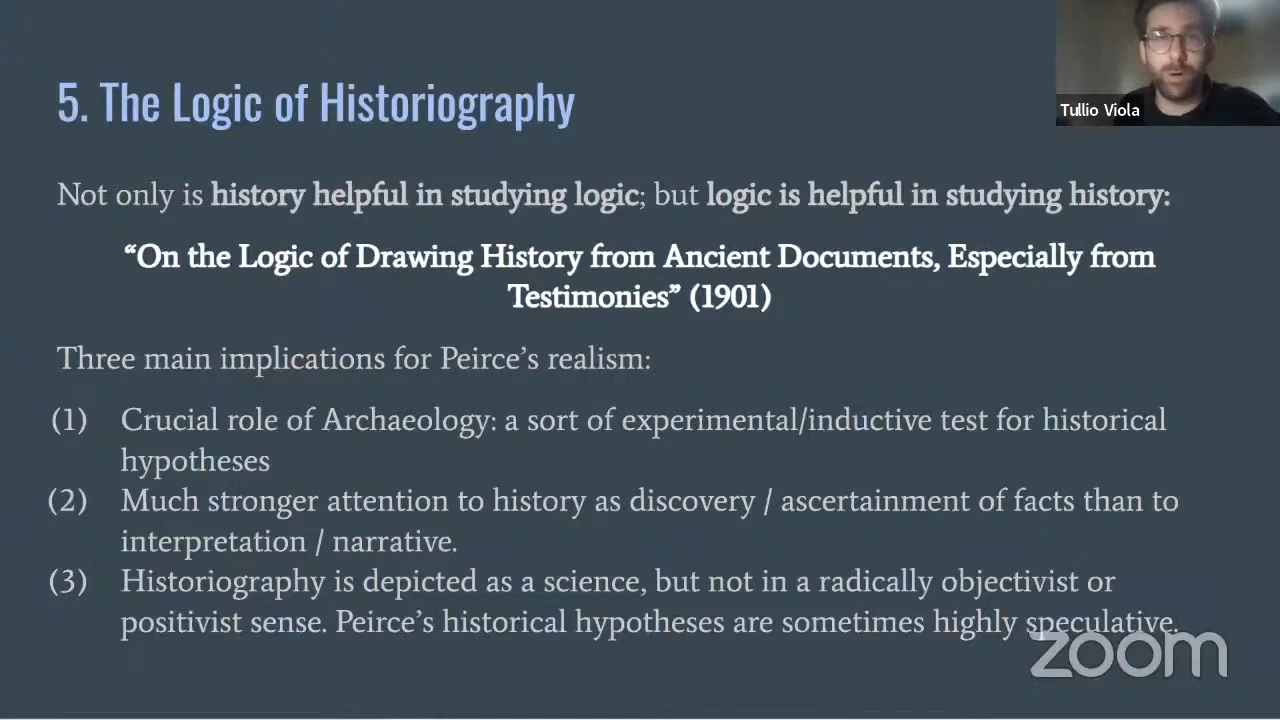 5. The Logic of Historiography
Tullio Viola
Not only is history helpful in studying logic; but logic is helpful in studying history:
“On the Logic of Drawing History from Ancient Documents, Especially from
Testimonies” (1901)
Three main implications for Peirce’s realism:
(1) Crucial role of Archaeology: a sort of experimental/inductive test for historical
hypotheses
(2) Much stronger attention to history as discovery / ascertainment of facts than to
interpretation / narrative.
(3) Historiography is depicted as a science, but not in a radically objectivist or
positivist sense. Peirce’s historical hypotheses are sometimes highly speculative.
zoom